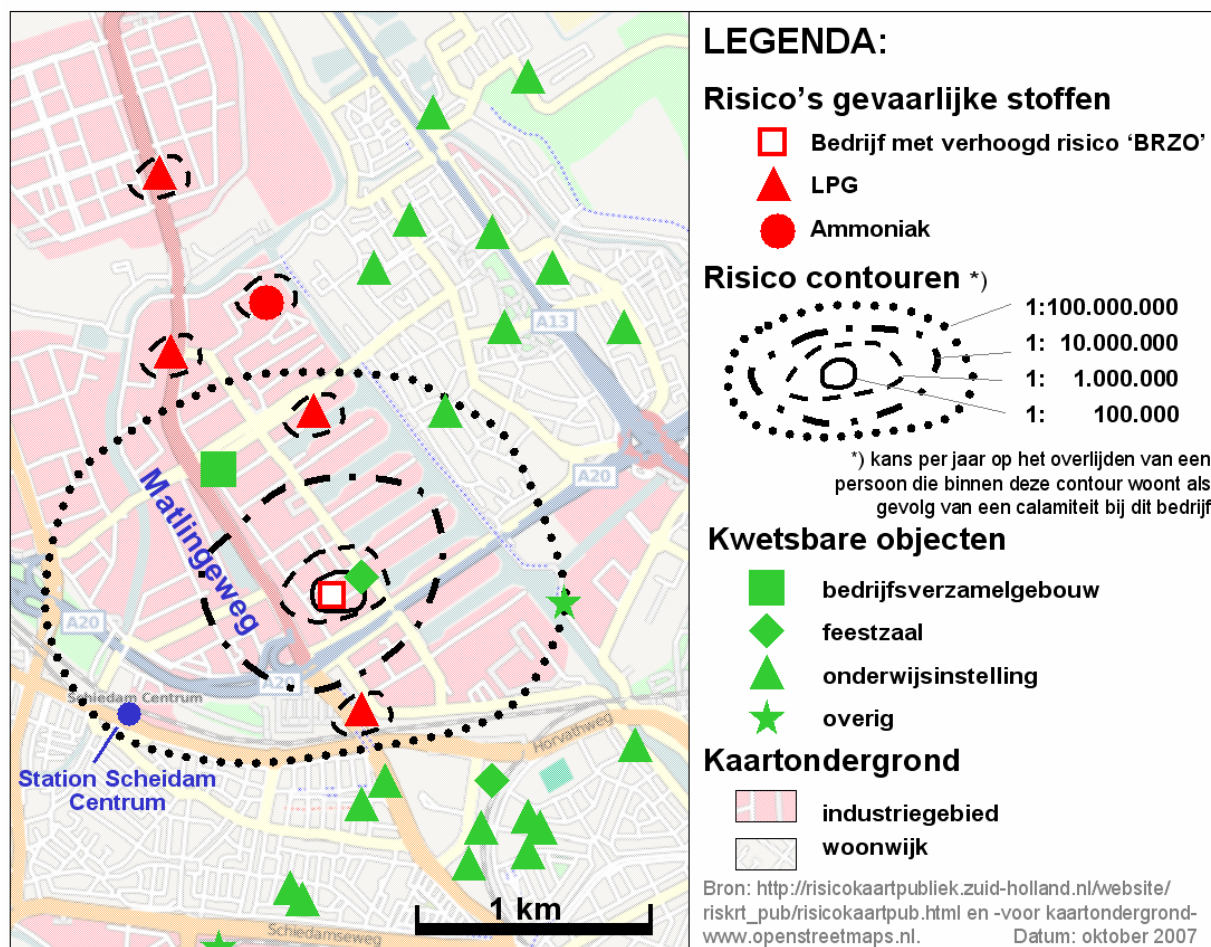 A13
A20
A20
A20
Matlingeweg
Schiedam Centrum
Station Scheidam
Centrum
Horvathweg
Schiedamseweg
1 km
LEGENDA:
Risico's gevaarlijke stoffen
Bedrijf met verhoogd risico ‘BRZO’
LPG
Ammoniak
Risico contouren *)
1:100.000.000
1: 10.000.000
1: 1.000.000
1: 100.000
*) kans per jaar op het overlijden van een
persoon die binnen deze contour woont als
gevolg van een calamiteit bij dit bedrijf
Kwetsbare objecten
bedrijfsverzamelgebouw
feestzaal
onderwijsinstelling
overig
Kaartondergrond
industriegebied
woonwijk
Bron: http://risicokaartpubliek.zuid-holland.nl/website/
riskrt_pub/risicokaartpub.html en -voor kaartondergrond-
www.openstreetmaps.nl. Datum: oktober 2007